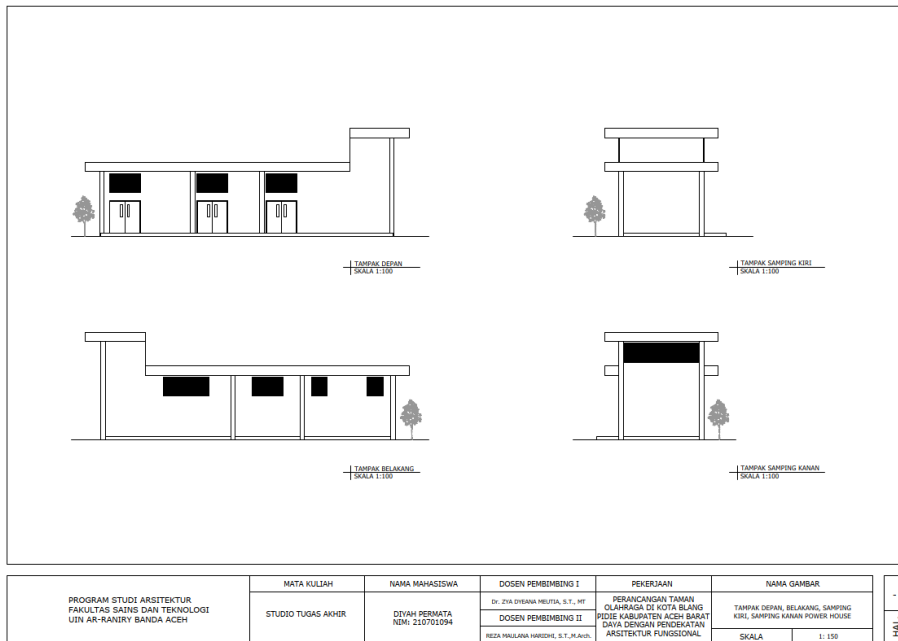 TAMPAK DEPAN
SKALA 1:100
TAMPAK SAMPING KIRI
SKALA 1:100
TAMPAK BELAKANG
SKALA 1:100
TAMPAK SAMPING KANAN
SKALA 1:100
PROGRAM STUDI ARSITEKTUR
FAKULTAS SAINS DAN TEKNOLOGI
UIN AR-RANIRY BANDA ACEH
MATA KULIAH
STUDIO TUGAS AKHIR
NAMA MAHASISWA
DIYAH PERMATA
NIM: 210701094
DOSEN PEMBIMBING I
Dr. ZYA DYEANA MEUTIA, S.T., MT
DOSEN PEMBIMBING II
REZA MAULANA HARIDHI, S.T.,M.Arch.
PEKERJAAN
PERANCANGAN TAMAN
OLAHRAGA DI KOTA BLANG
PIDIE KABUPATEN ACEH BARAT
DAYA DENGAN PENDEKATAN
ARSITEKTUR FUNGSIONAL
NAMA GAMBAR
TAMPAK DEPAN, BELAKANG, SAMPING
KIRI, SAMPING KANAN POWER HOUSE
SKALA
1: 150
-
HAL